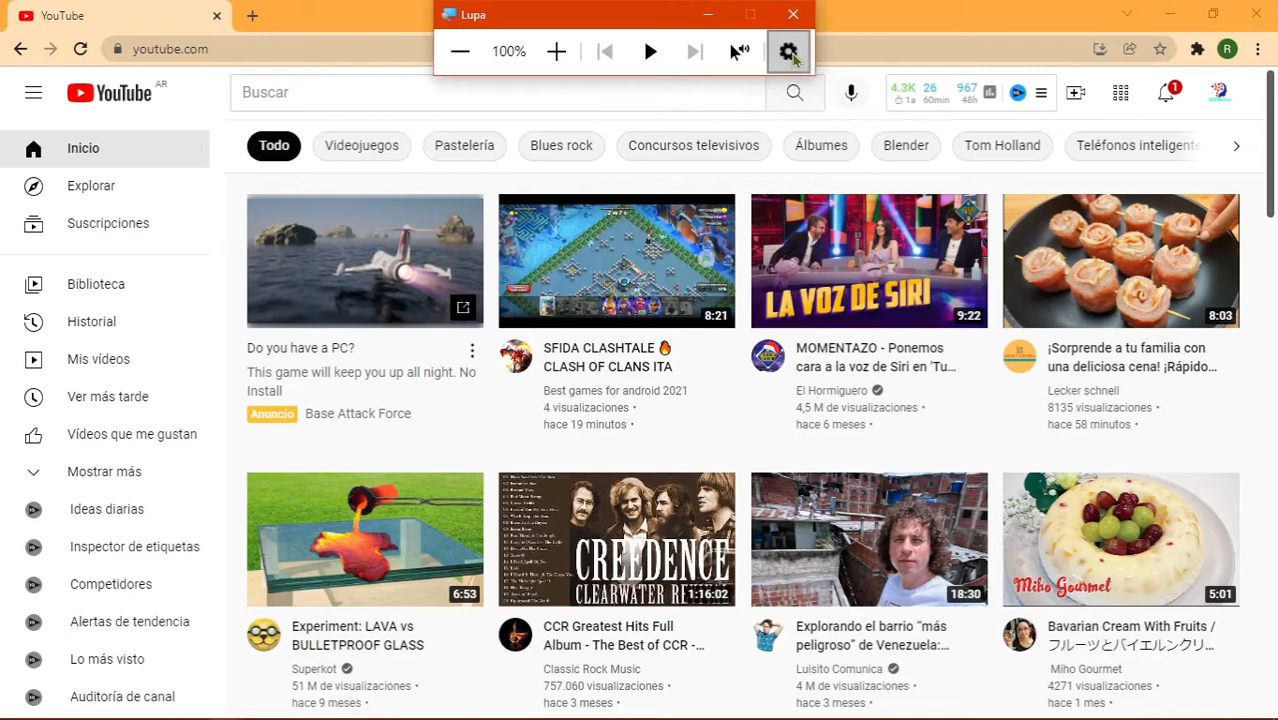 YouTube
Lupa
100%
youtube.com
R
YouTube AR
Buscar
4.3K 26 967
1a 60min 48h
1
Todo
Videojuegos
Pastelería
Blues rock
Concursos televisivos
Álbumes
Blender
Tom Holland
Teléfonos inteligente
Inicio
Explorar
Suscripciones
Biblioteca
Historial
Mis vídeos
Ver más tarde
Vídeos que me gustan
Mostrar más
Ideas diarias
Inspector de etiquetas
Competidores
Alertas de tendencia
Lo más visto
Auditoría de canal
Do you have a PC?
This game will keep you up all night. No
Install
Anuncio Base Attack Force
8:21
SFIDA CLASHTALE 🔥
CLASH OF CLANS ITA
Best games for android 2021
4 visualizaciones •
hace 19 minutos •
LA VOZ DE SIRI
9:22
MOMENTAZO - Ponemos
cara a la voz de Siri en 'Tu...
El Hormiguero
4,5 M de visualizaciones •
hace 6 meses •
8:03
¡Sorprende a tu familia con
una deliciosa cena! ¡Rápido...
Lecker schnell
8135 visualizaciones •
hace 58 minutos •
6:53
Experiment: LAVA vs
BULLETPROOF GLASS
Superkot
51 M de visualizaciones •
hace 9 meses •
CREEDENCE
CLEARWATER REVIVAL
1:16:02
CCR Greatest Hits Full
Album - The Best of CCR -...
Classic Rock Music
757.060 visualizaciones •
hace 3 meses •
18:30
Explorando el barrio “más
peligroso” de Venezuela:...
Luisito Comunica
4 M de visualizaciones •
hace 3 meses •
Miho Gourmet
5:01
Bavarian Cream With Fruits /
フルーツとバイエルンクリ...
Miho Gourmet
4271 visualizaciones •
hace 1 mes •